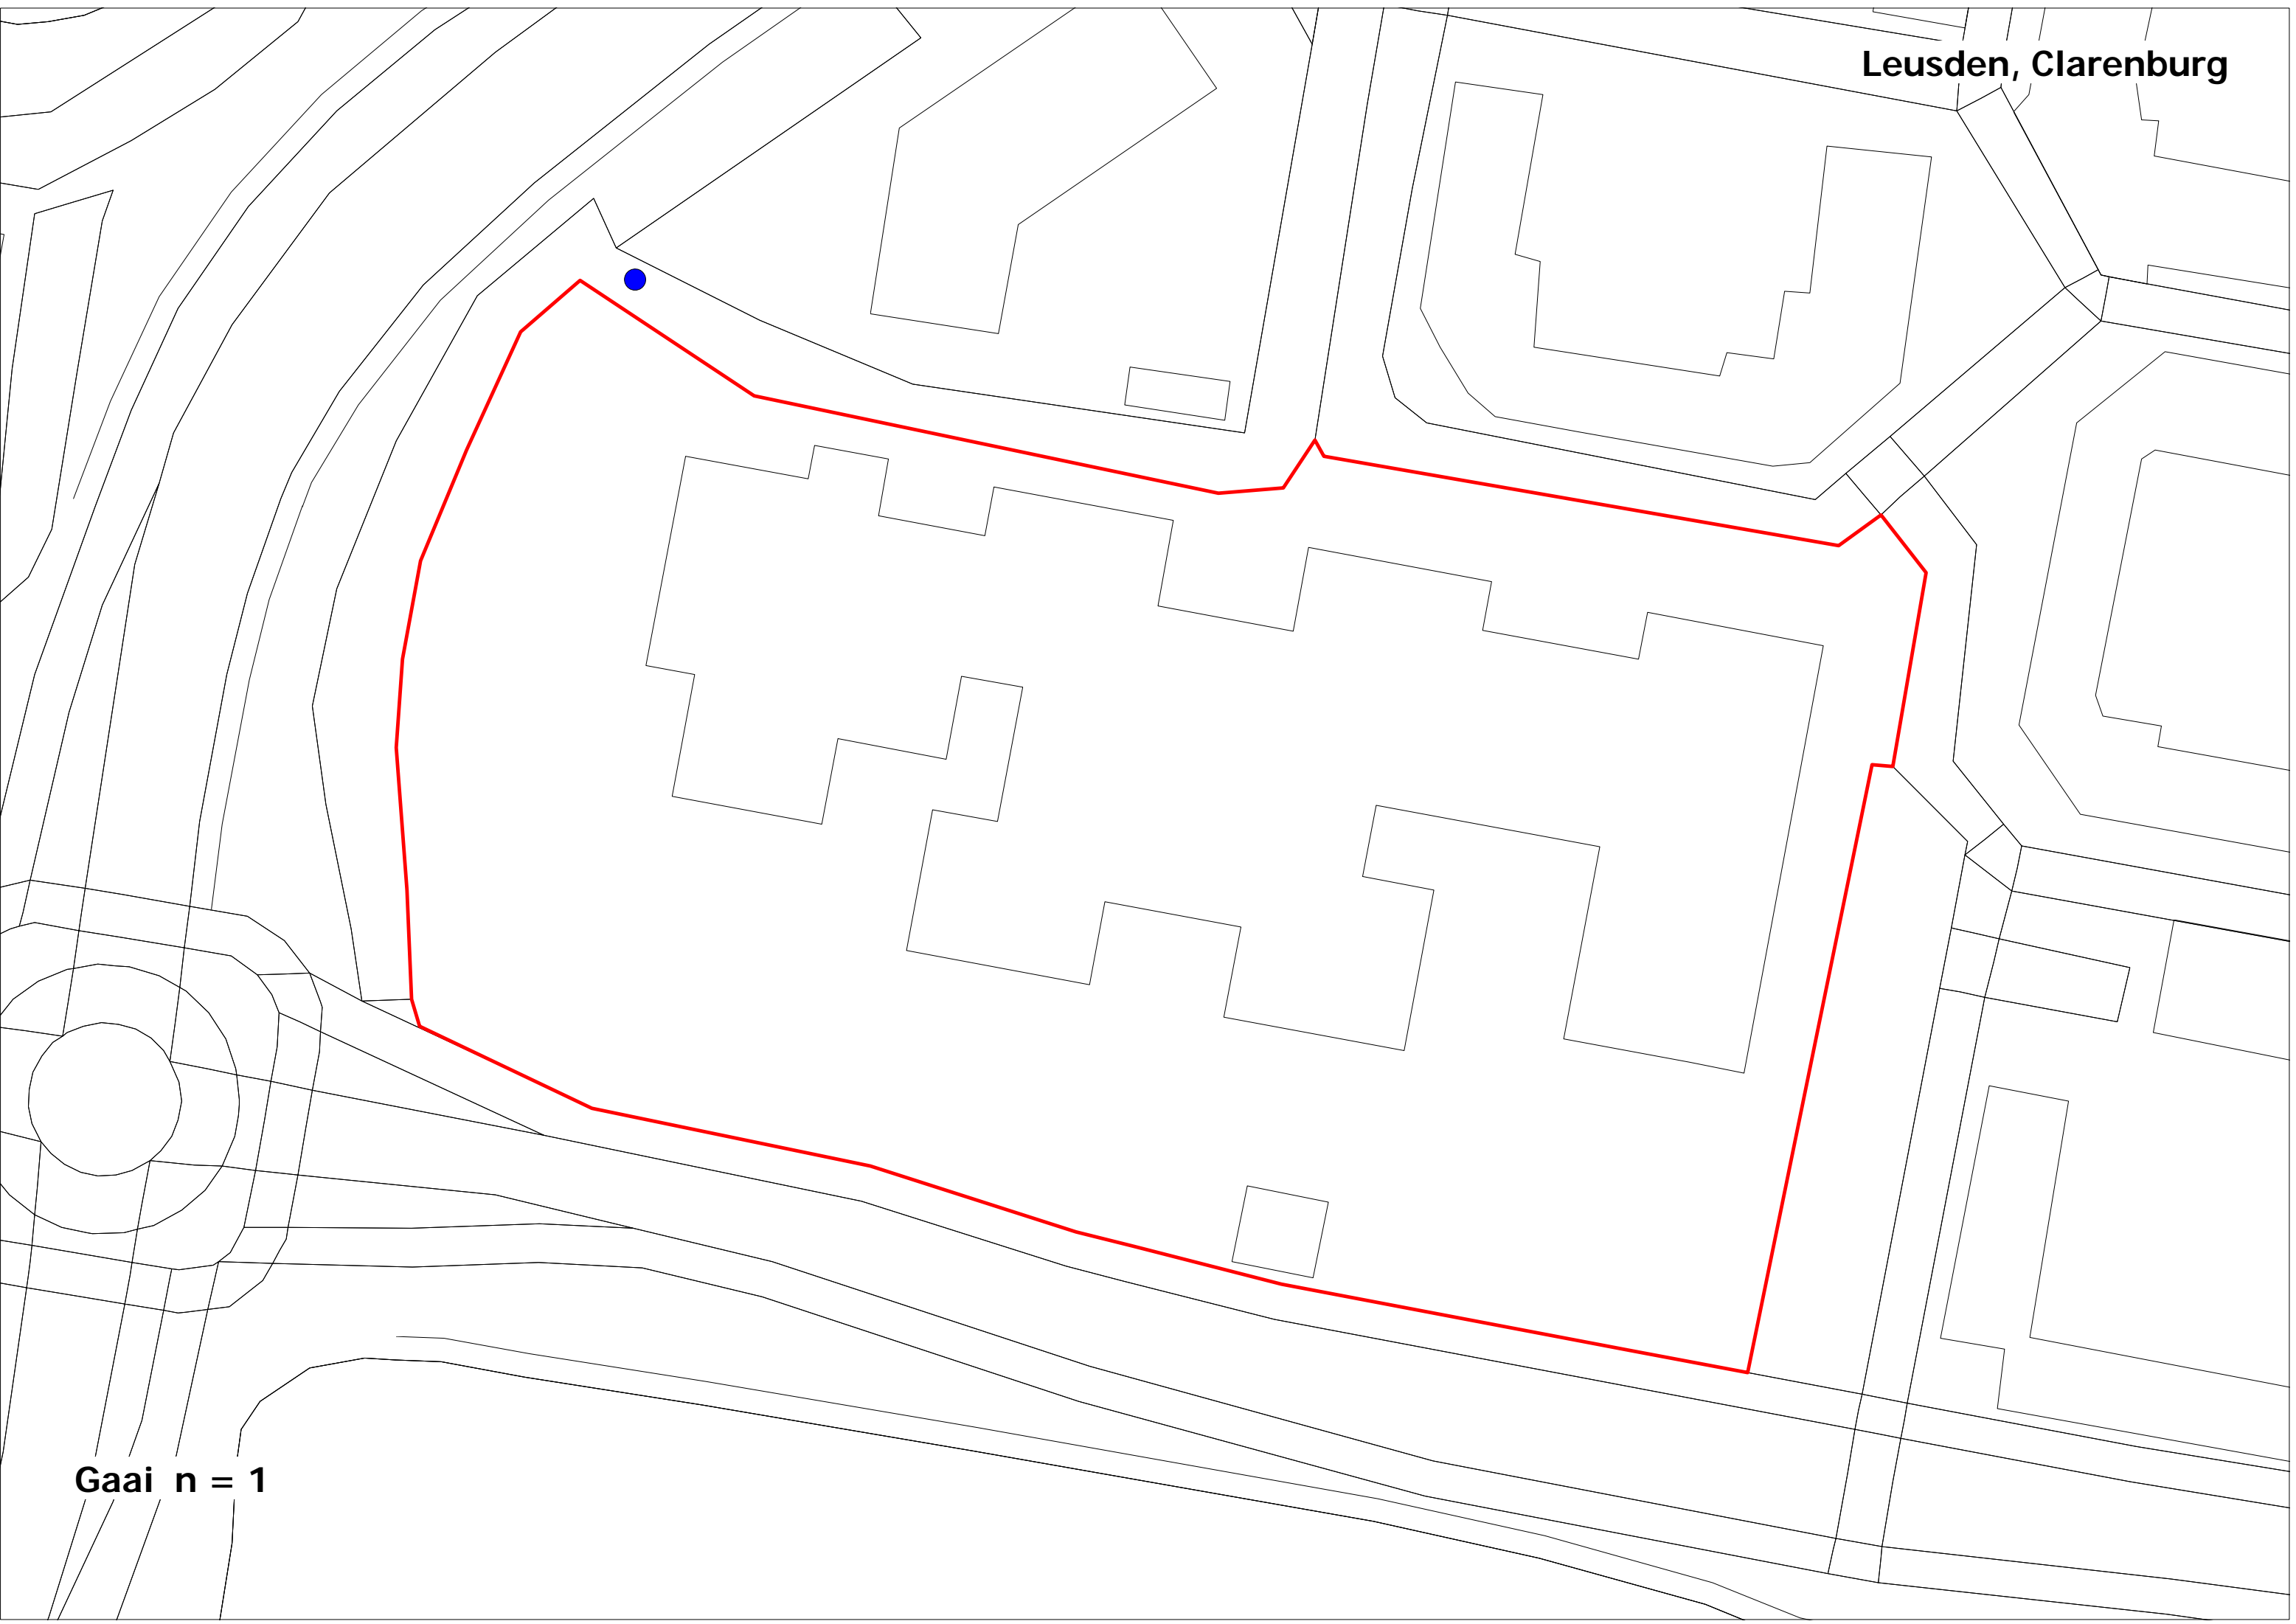 Leusden, Clarenburg
Gaai n = 1